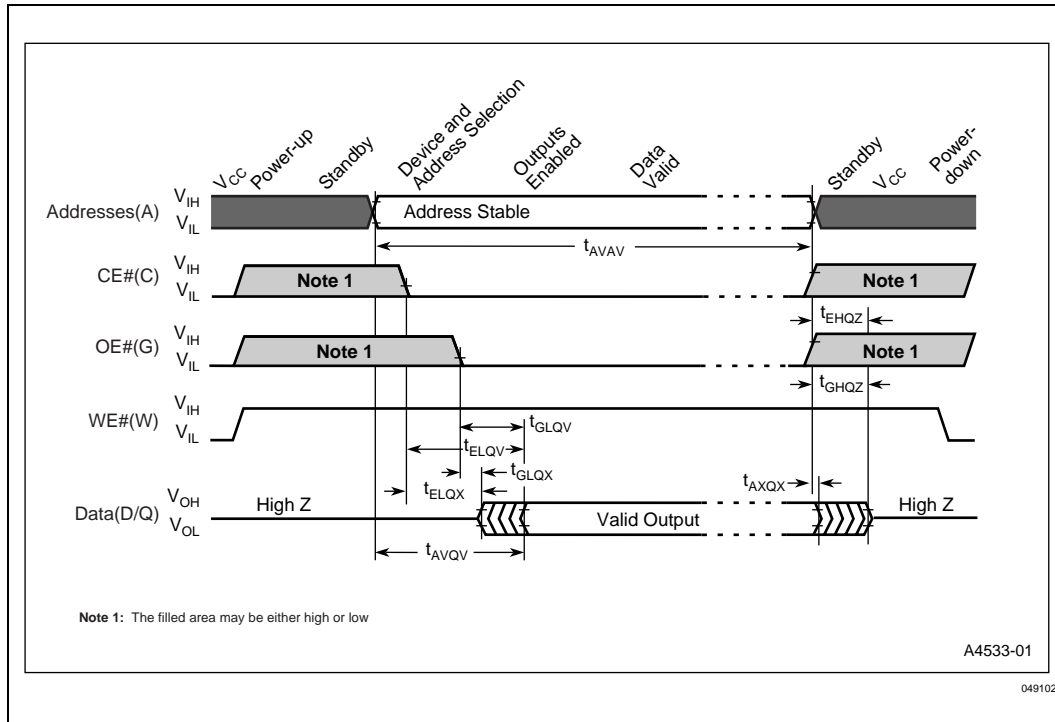 VCC Power-up
Standby
Device and
Address Selection
Outputs
Enabled
Data
Valid
Standby
VCC Power-
down
Addresses(A)
VIH
VIL
Address Stable
tAVAV
CE#(C)
VIH
VIL
Note 1
Note 1
tEHQZ
OE#(G)
VIH
VIL
Note 1
Note 1
tGHQZ
WE#(W)
VIH
VIL
tGLQV
tELQV
tGLQX
tELQX
tAXQX
Data(D/Q)
VOH
VOL
High Z
Valid Output
High Z
tAVQV
Note 1: The filled area may be either high or low
A4533-01
049102